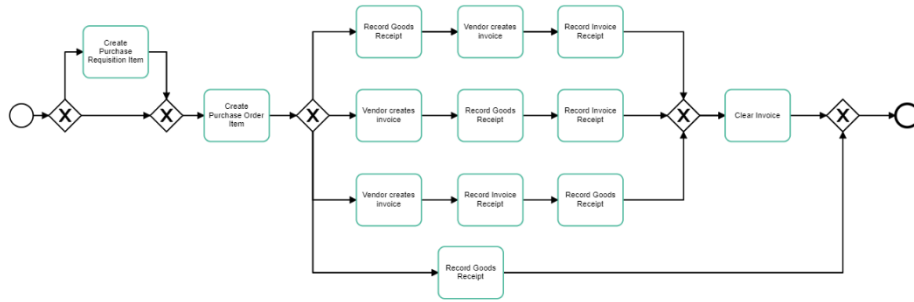 Create
Purchase
Requisition Item
X
X
Create
Purchase Order
Item
X
Record Goods
Receipt
Vendor creates
invoice
Record Invoice
Receipt
Vendor creates
invoice
Record Goods
Receipt
Record Invoice
Receipt
Vendor creates
invoice
Record Invoice
Receipt
Record Goods
Receipt
Record Goods
Receipt
X
Clear Invoice
X